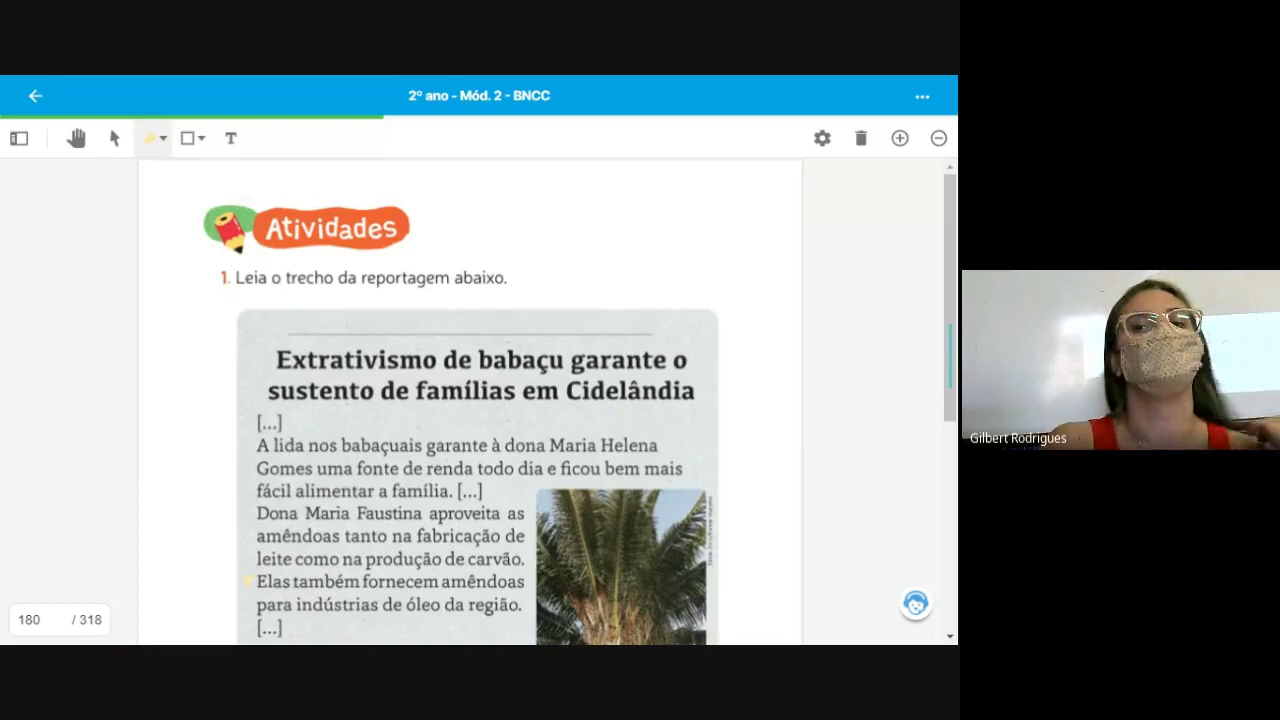 2º ano - Mód. 2 - BNCC
T
Atividades
1. Leia o trecho da reportagem abaixo.
Extrativismo de babaçu garante o
sustento de famílias em Cidelândia
[...]
A lida nos babaçuais garante à dona Maria Helena
Gomes uma fonte de renda todo dia e ficou bem mais
fácil alimentar a família. [...]
Dona Maria Faustina aproveita as
amêndoas tanto na fabricação de
leite como na produção de carvão.
Elas também fornecem amêndoas
para indústrias de óleo da região.
[...]
180 / 318
Gilbert Rodrigues